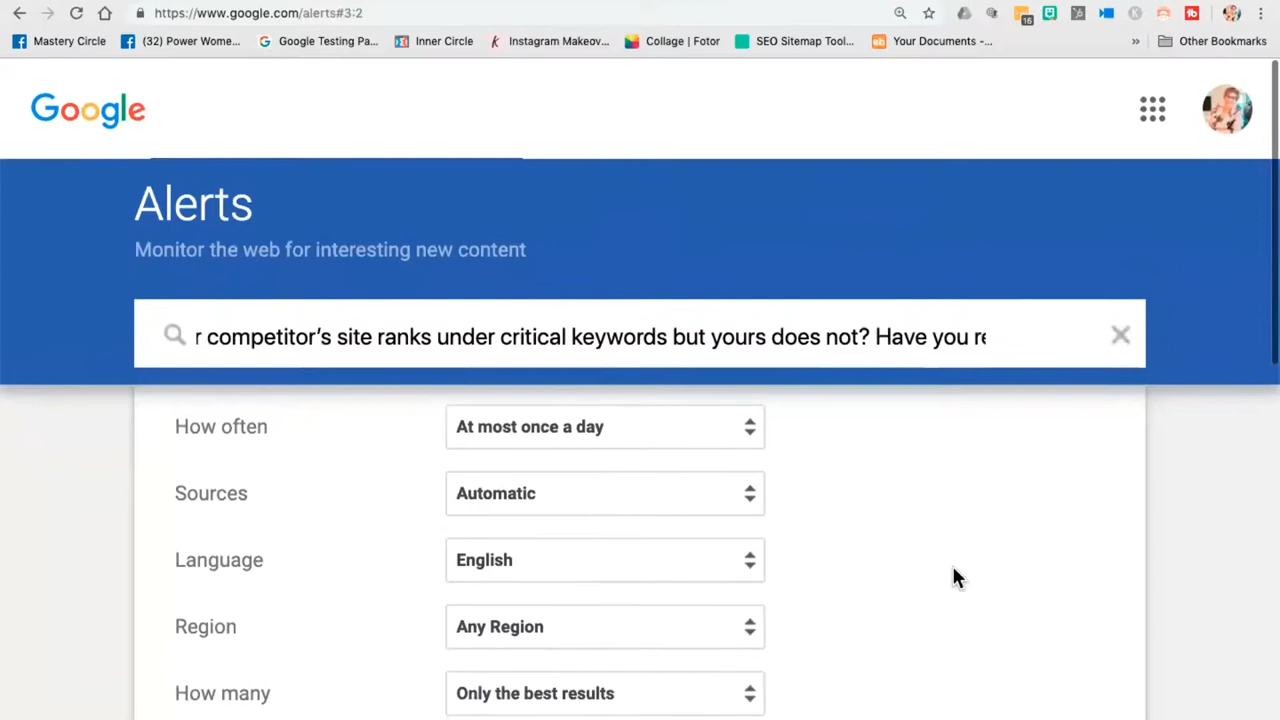 https://www.google.com/alerts#3:2
16
Mastery Circle
(32) Power Wome...
Google Testing Pa...
Inner Circle
Instagram Makeov...
Collage | Fotor
SEO Sitemap Tool...
Your Documents -...
»
Other Bookmarks
Google
Alerts
Monitor the web for interesting new content
r competitor's site ranks under critical keywords but yours does not? Have you re
How often
At most once a day
Sources
Automatic
Language
English
Region
Any Region
How many
Only the best results